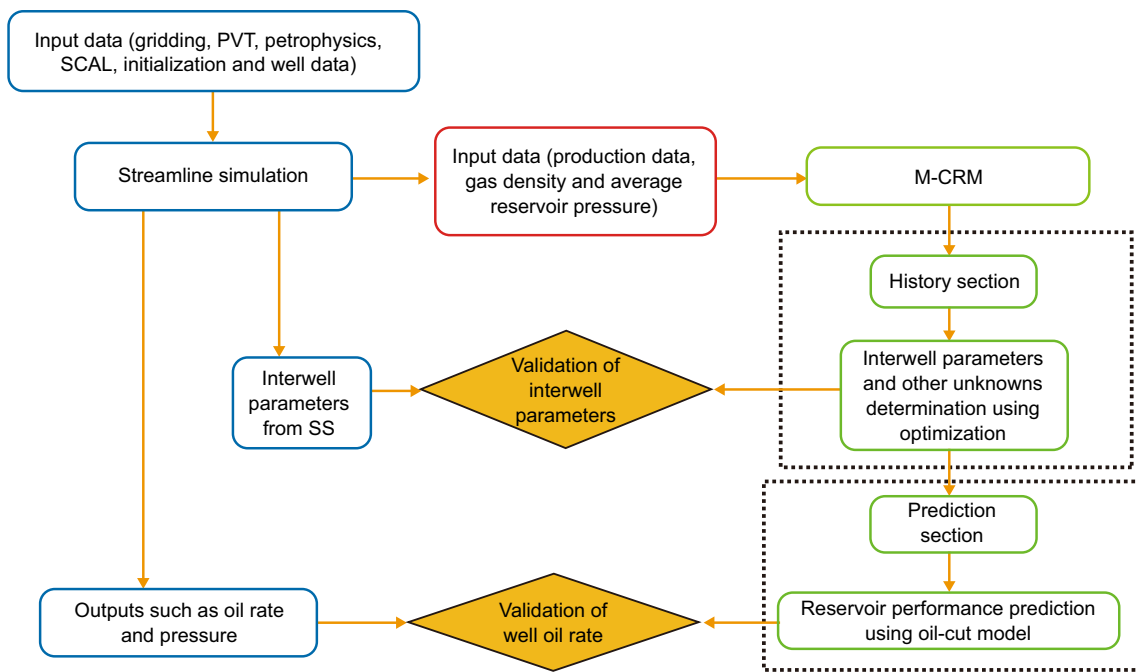 Input data (gridding, PVT, petrophysics,
SCAL, initialization and well data)
Streamline simulation
Input data (production data,
gas density and average
reservoir pressure)
M-CRM
History section
Interwell
parameters
from SS
Validation of
interwell
parameters
Interwell parameters
and other unknowns
determination using
optimization
Prediction
section
Outputs such as oil rate
and pressure
Validation of
well oil rate
Reservoir performance prediction
using oil-cut model